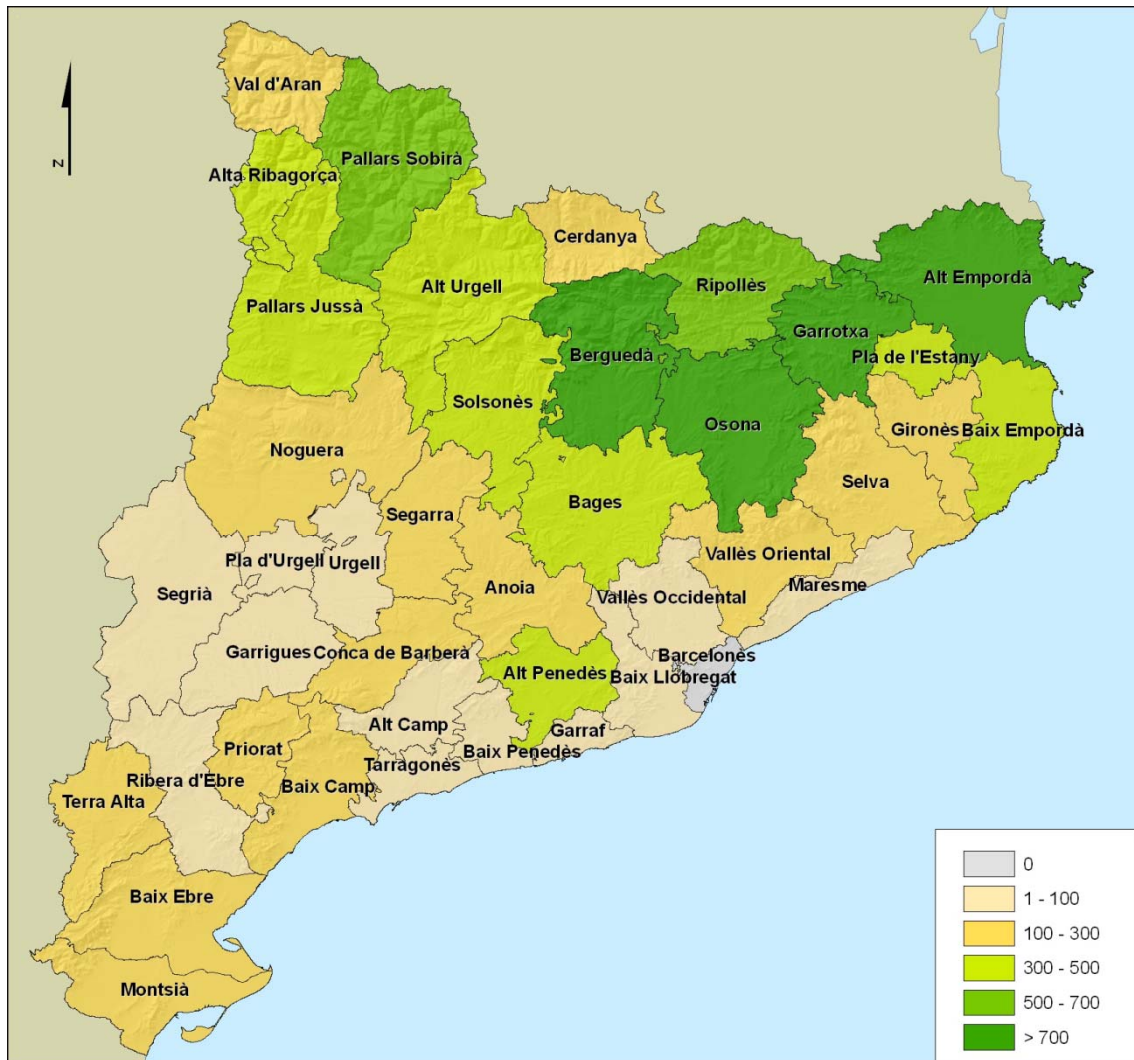 Val d'Aran
Pallars Sobirà
Alta Ribagorça
Cerdanya
Alt Empordà
Ripollès
Alt Urgell
Pallars Jussà
Garrotxa
Berguedà
Pla de l'Estany
Solsonès
Osona
Gironès
Baix Empordà
Noguera
Selva
Bages
Segarra
Vallès Oriental
Pla d'Urgell
Urgell
Maresme
Anoia
Segrià
Vallès Occidental
Garrigues
Conca de Barberà
Barcelonès
Alt Penedès
Baix Llobregat
Alt Camp
Garraf
Priorat
Baix Penedès
Tarragonès
Ribera d'Ebre
Baix Camp
Terra Alta
Baix Ebre
Montsià
N
0
1 - 100
100 - 300
300 - 500
500 - 700
> 700